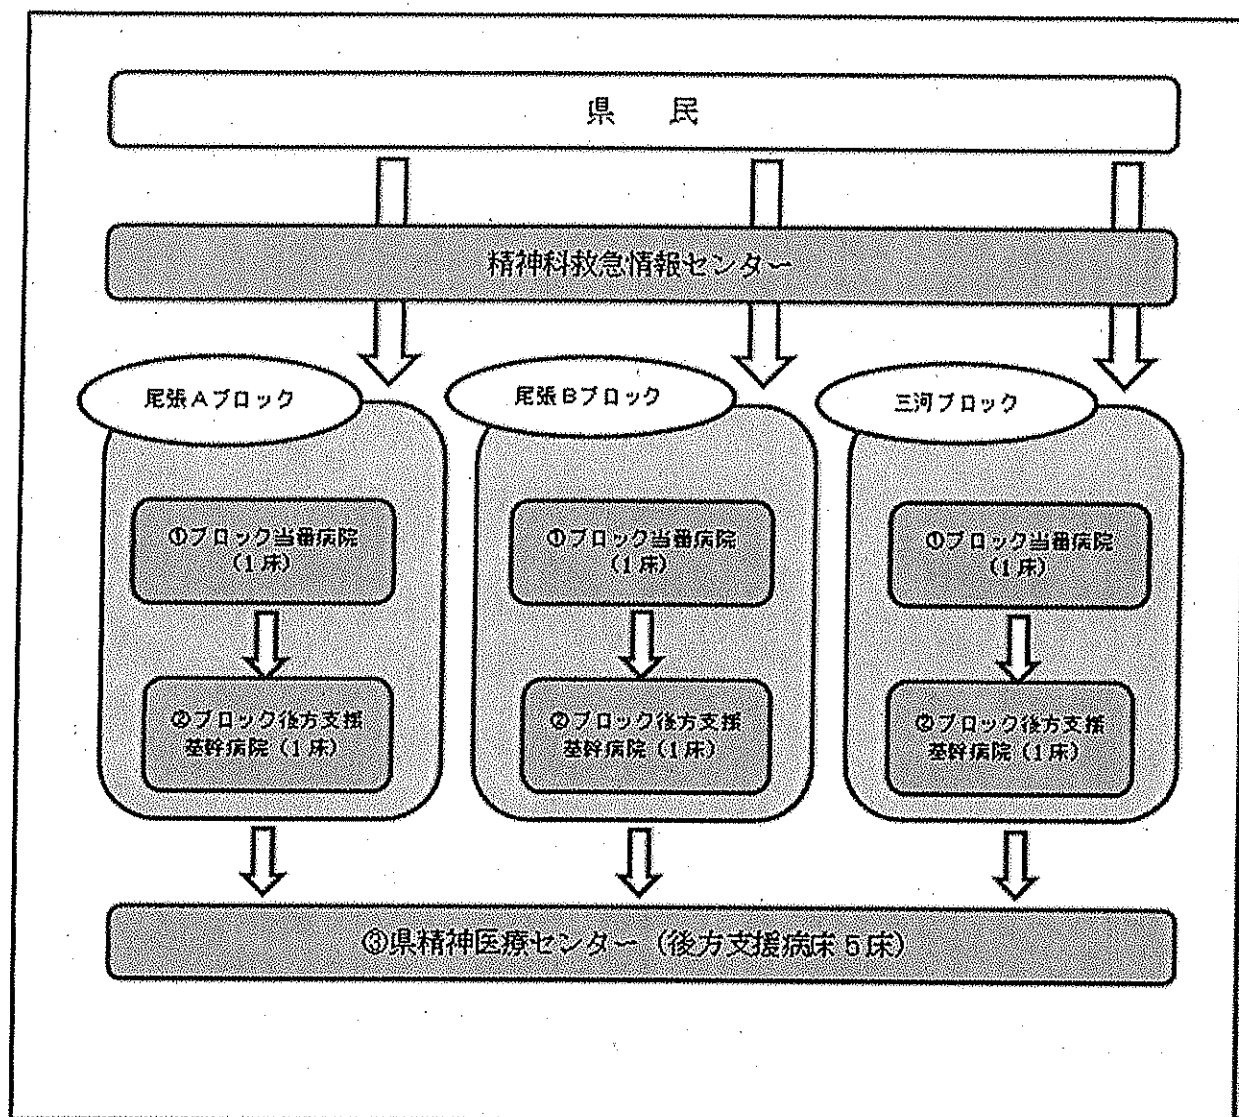 県　民
精神科救急情報センター
尾張Aブロック
①ブロック当番病院
(1床)
②ブロック後方支援
基幹病院(1床)
尾張Bブロック
①ブロック当番病院
(1床)
②ブロック後方支援
基幹病院(1床)
三河ブロック
①ブロック当番病院
(1床)
②ブロック後方支援
基幹病院(1床)
③県精神医療センター(後方支援病床5床)